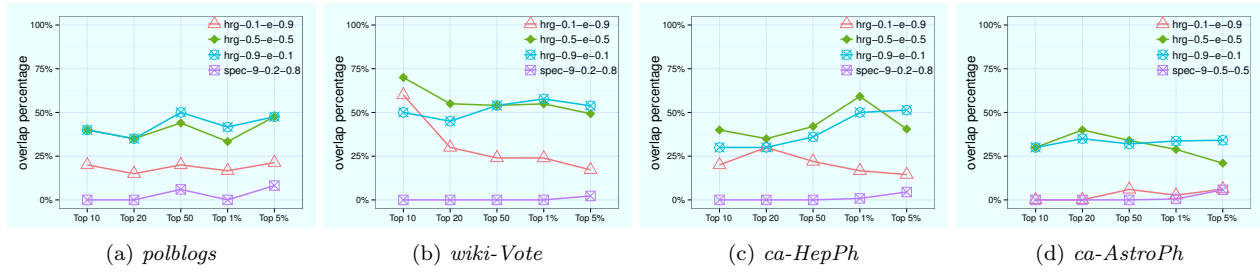 overlap percentage
100%
75%
50%
25%
0%
hrg-0.1-e-0.9
hrg-0.5-e-0.5
hrg-0.9-e-0.1
spec-9-0.2-0.8
Top 10 Top 20 Top 50 Top 1% Top 5%
(a) polblogs
overlap percentage
100%
75%
50%
25%
0%
hrg-0.1-e-0.9
hrg-0.5-e-0.5
hrg-0.9-e-0.1
spec-9-0.2-0.8
Top 10 Top 20 Top 50 Top 1% Top 5%
(b) wiki-Vote
overlap percentage
100%
75%
50%
25%
0%
hrg-0.1-e-0.9
hrg-0.5-e-0.5
hrg-0.9-e-0.1
spec-9-0.2-0.8
Top 10 Top 20 Top 50 Top 1% Top 5%
(c) ca-HepPh
overlap percentage
100%
75%
50%
25%
0%
hrg-0.1-e-0.9
hrg-0.5-e-0.5
hrg-0.9-e-0.1
spec-9-0.5-0.5
Top 10 Top 20 Top 50 Top 1% Top 5%
(d) ca-AstroPh